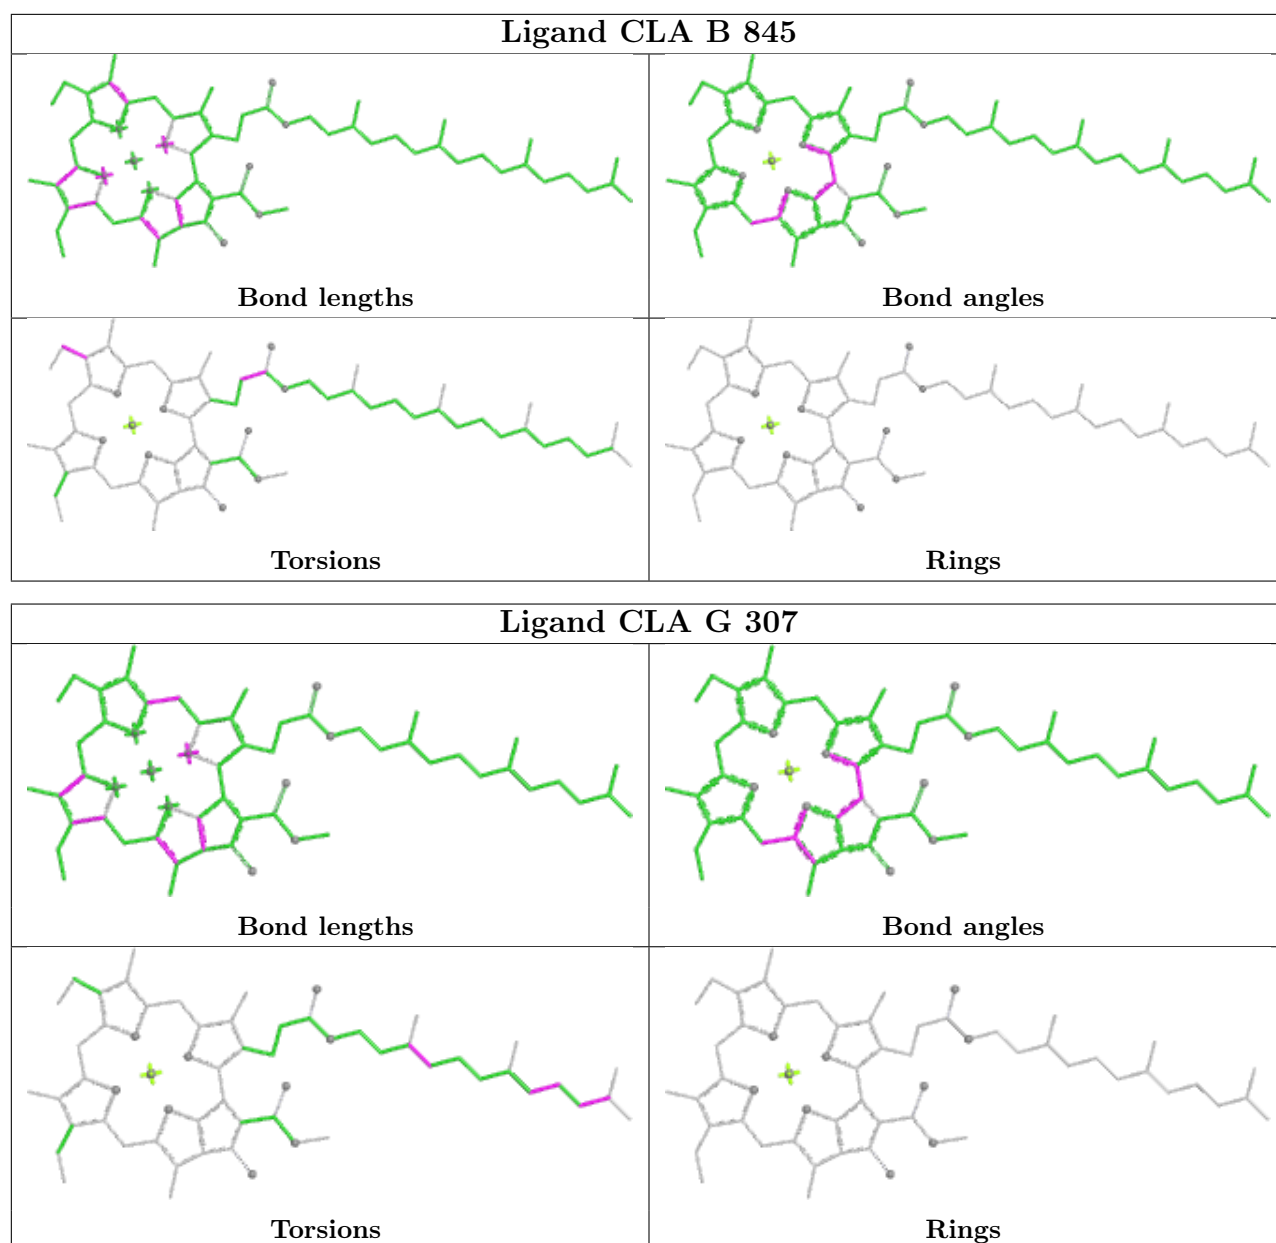 Ligand CLA B 845
Bond lengths
Bond angles
Torsions
Rings
Ligand CLA G 307
Bond lengths
Bond angles
Torsions
Rings